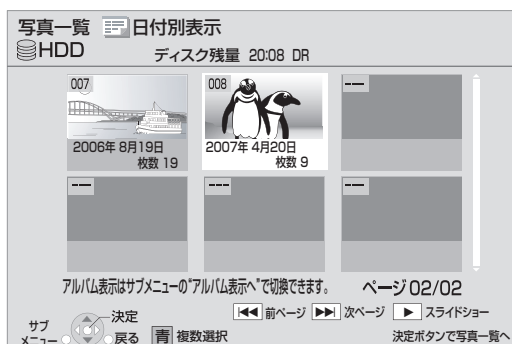 写真一覧 日付別表示
HDD ディスク残量 20:08 DR
007 008 ---
2006年 8月19日 2007年 4月20日
枚数 19 枚数 9
--- --- ---
アルバム表示はサブメニューの"アルバム表示へ"で切換できます。 ページ 02/02
前ページ 次ページ スライドショー
サブメニュー 決定 戻る 青 複数選択 決定ボタンで写真一覧へ